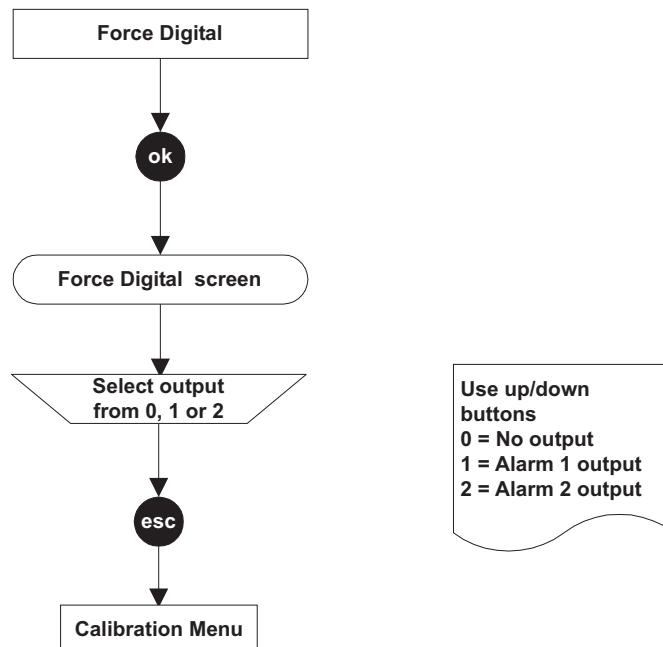 Force Digital
ok
Force Digital screen
Select output
from 0, 1 or 2
esc
Calibration Menu
Use up/down
buttons
0 = No output
1 = Alarm 1 output
2 = Alarm 2 output